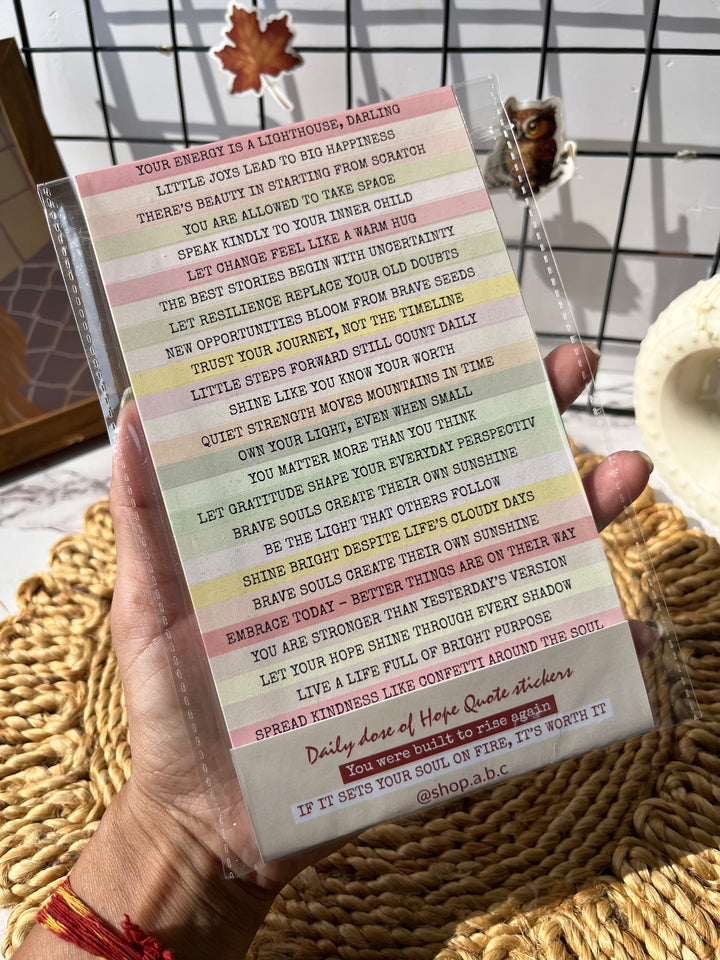 YOUR ENERGY IS A LIGHTHOUSE, DARLING
LITTLE JOYS LEAD TO BIG HAPPINESS
THERE'S BEAUTY IN STARTING FROM SCRATCH
YOU ARE ALLOWED TO TAKE SPACE
SPEAK KINDLY TO YOUR INNER CHILD
LET CHANGE FEEL LIKE A WARM HUG
THE BEST STORIES BEGIN WITH UNCERTAINTY
LET RESILIENCE REPLACE YOUR OLD DOUBTS
NEW OPPORTUNITIES BLOOM FROM BRAVE SEEDS
TRUST YOUR JOURNEY, NOT THE TIMELINE
LITTLE STEPS FORWARD STILL COUNT DAILY
SHINE LIKE YOU KNOW YOUR WORTH
QUIET STRENGTH MOVES MOUNTAINS IN TIME
OWN YOUR LIGHT, EVEN WHEN SMALL
YOU MATTER MORE THAN YOU THINK
LET GRATITUDE SHAPE YOUR EVERYDAY PERSPECTIV
BRAVE SOULS CREATE THEIR OWN SUNSHINE
BE THE LIGHT THAT OTHERS FOLLOW
SHINE BRIGHT DESPITE LIFE'S CLOUDY DAYS
BRAVE SOULS CREATE THEIR OWN SUNSHINE
EMBRACE TODAY – BETTER THINGS ARE ON THEIR WAY
YOU ARE STRONGER THAN YESTERDAY'S VERSION
LET YOUR HOPE SHINE THROUGH EVERY SHADOW
LIVE A LIFE FULL OF BRIGHT PURPOSE
SPREAD KINDNESS LIKE CONFETTI AROUND THE SOUL
Daily dose of Hope Quote stickers
You were built to rise again
IF IT SETS YOUR SOUL ON FIRE, IT'S WORTH IT
@shop.a.b.c